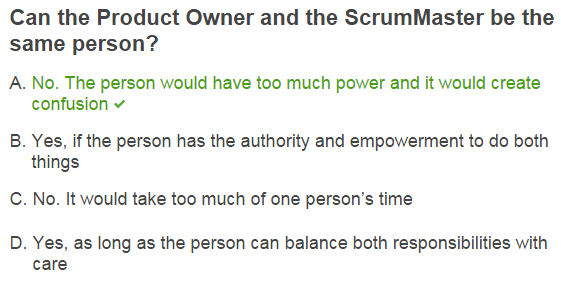 Can the Product Owner and the ScrumMaster be the
same person?
A. No. The person would have too much power and it would create
confusion ✔
B. Yes, if the person has the authority and empowerment to do both
things
C. No. It would take too much of one person's time
D. Yes, as long as the person can balance both responsibilities with
care